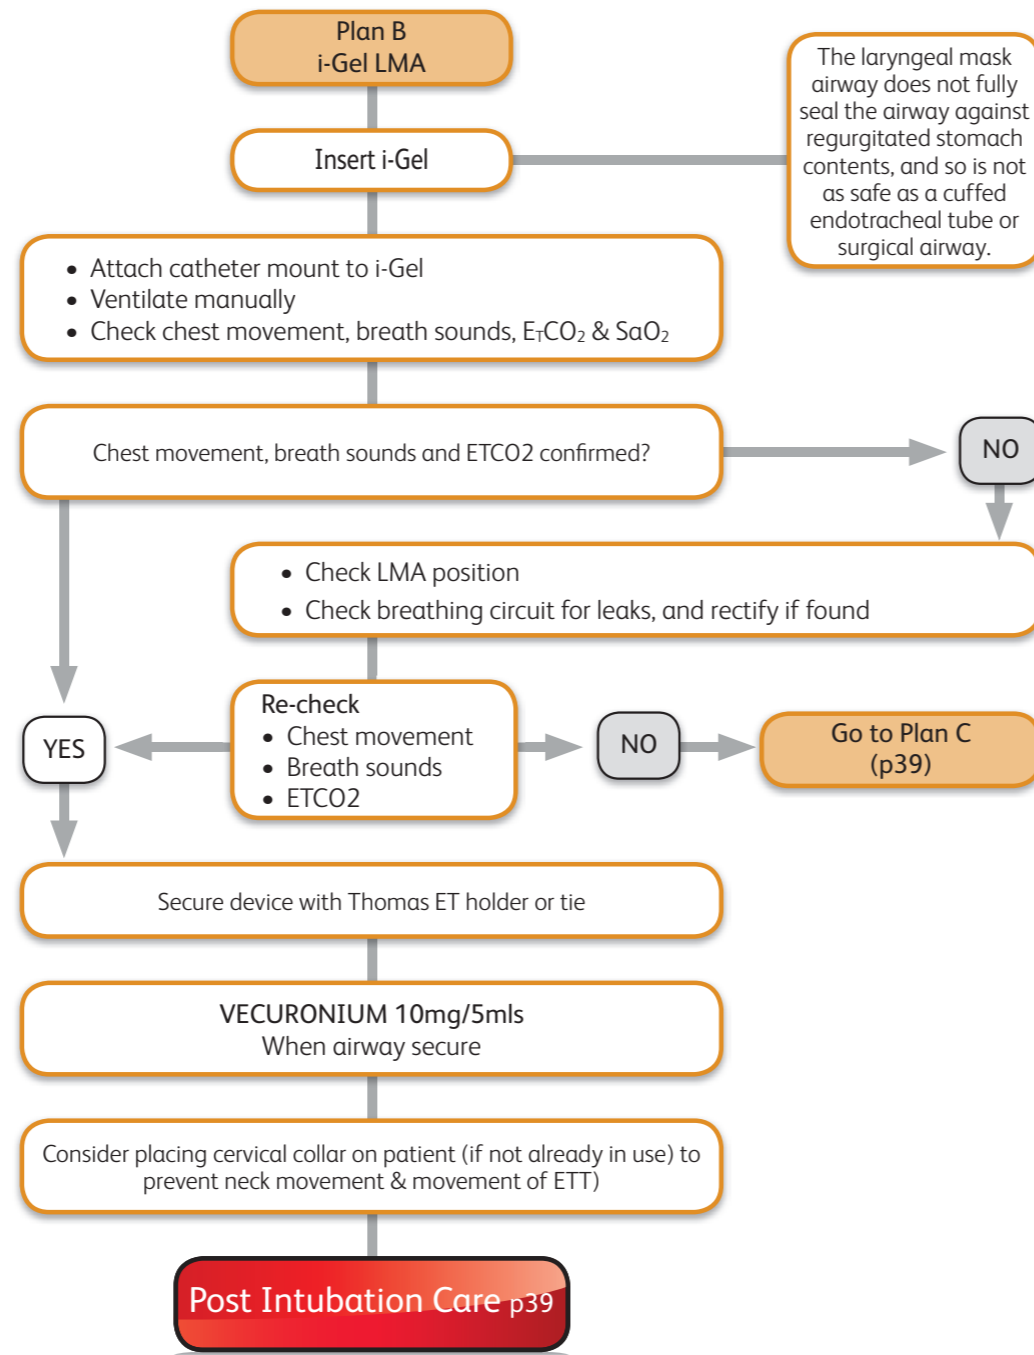 Plan B
i-Gel LMA
The laryngeal mask
airway does not fully
seal the airway against
regurgitated stomach
contents, and so is not
as safe as a cuffed
endotracheal tube or
surgical airway.
Insert i-Gel
• Attach catheter mount to i-Gel
• Ventilate manually
• Check chest movement, breath sounds, ETCO2 & SaO2
Chest movement, breath sounds and ETCO2 confirmed?
NO
• Check LMA position
• Check breathing circuit for leaks, and rectify if found
Re-check
• Chest movement
• Breath sounds
• ETCO2
YES
NO
Go to Plan C
(p39)
Secure device with Thomas ET holder or tie
VECURONIUM 10mg/5mls
When airway secure
Consider placing cervical collar on patient (if not already in use) to
prevent neck movement & movement of ETT)
Post Intubation Care p39